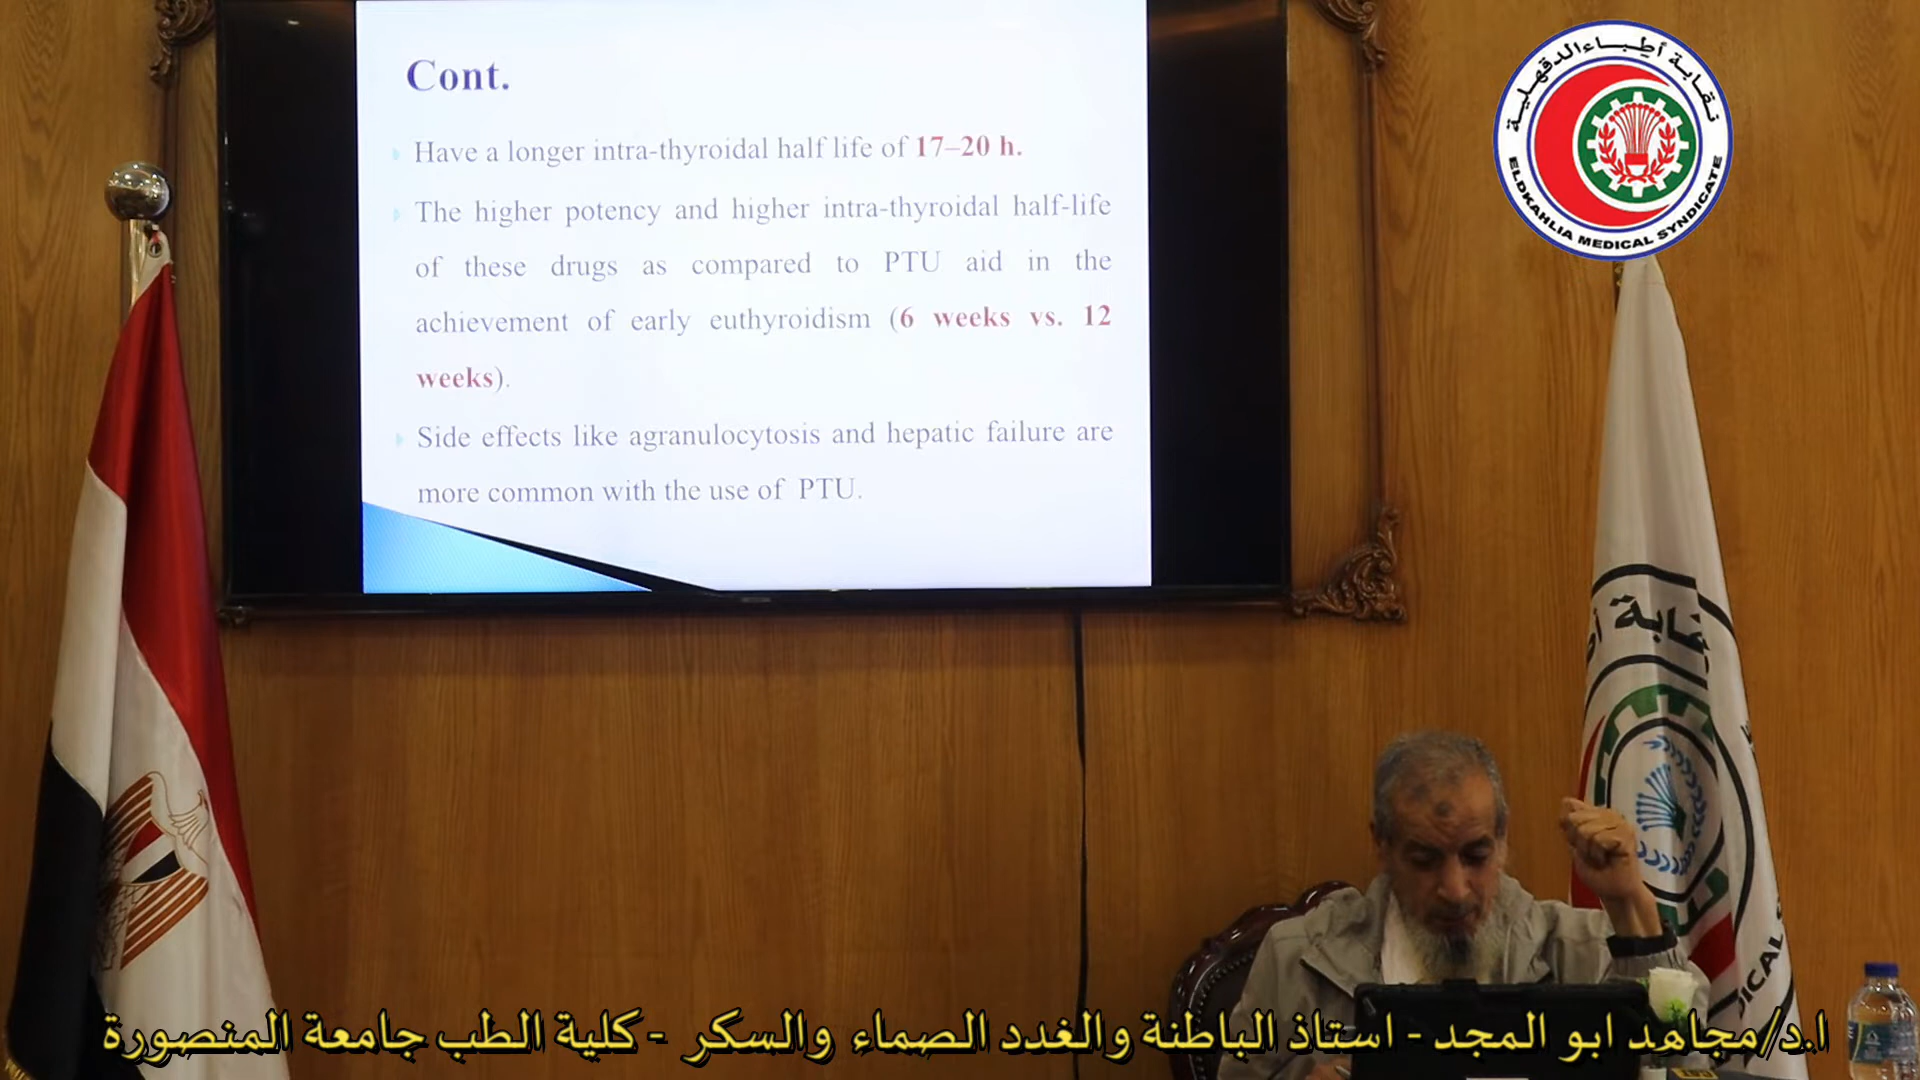 Cont.
Have a longer intra-thyroidal half life of 17–20 h.
The higher potency and higher intra-thyroidal half-life
of these drugs as compared to PTU aid in the
achievement of early euthyroidism (6 weeks vs. 12
weeks).
Side effects like agranulocytosis and hepatic failure are
more common with the use of PTU.
نقابة أطباء الدقهلية
ELDKAHLIA MEDICAL SYNDICATE
ا.د/مجاهد ابو المجد - استاذ الباطنة والغدد الصماء والسكر - كلية الطب جامعة المنصورة